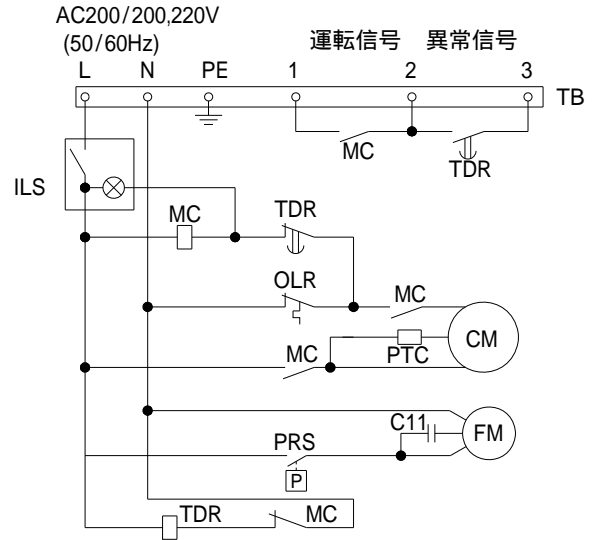 AC200/200,220V
(50/60Hz)
運転信号 異常信号
L N PE 1 2 3
TB
MC
TDR
ILS
MC
TDR
OLR
MC
CM
MC
PTC
C11
FM
PRS
P
TDR
MC